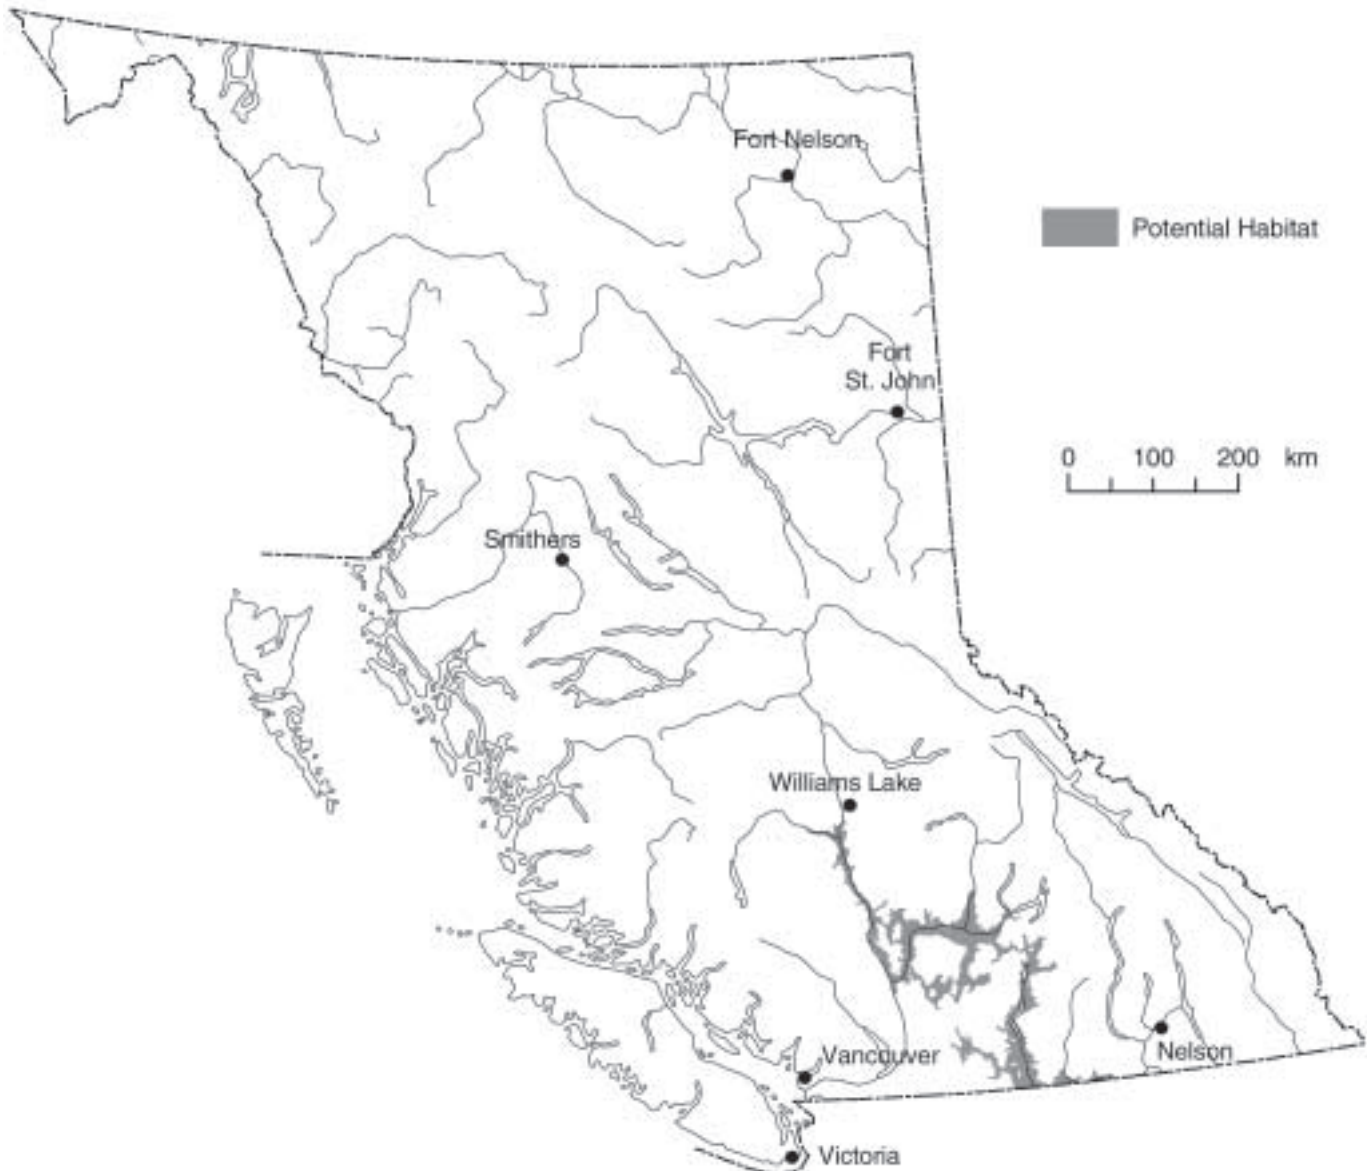 Fort Nelson
Potential Habitat
Fort
St. John
0 100 200 km
Smithers
Williams Lake
Vancouver
Nelson
Victoria